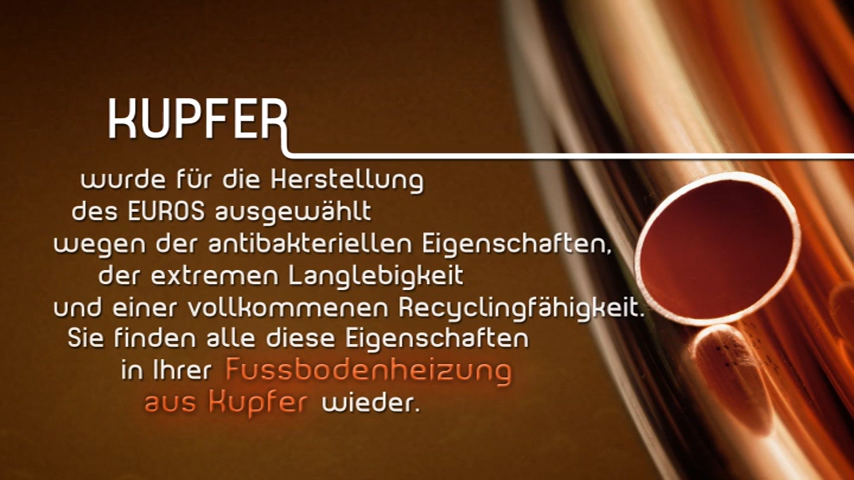 KUPFER
wurde für die Herstellung
des EUROS ausgewählt
wegen der antibakteriellen Eigenschaften,
der extremen Langlebigkeit
und einer vollkommenen Recyclingfähigkeit.
Sie finden alle diese Eigenschaften
in Ihrer Fussbodenheizung
aus Kupfer wieder.